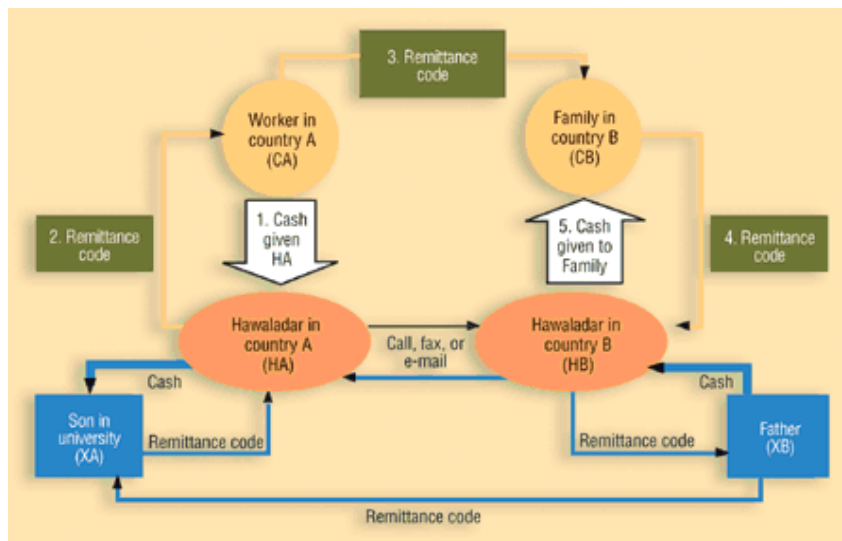 3. Remittance
code
Worker in
country A
(CA)
Family in
country B
(CB)
2. Remittance
code
1. Cash
given
HA
5. Cash
given to
Family
4. Remittance
code
Hawaladar in
country A
(HA)
Call, fax, or
e-mail
Hawaladar in
country B
(HB)
Cash
Cash
Son in
university
(XA)
Remittance code
Remittance code
Father
(XB)
Remittance code